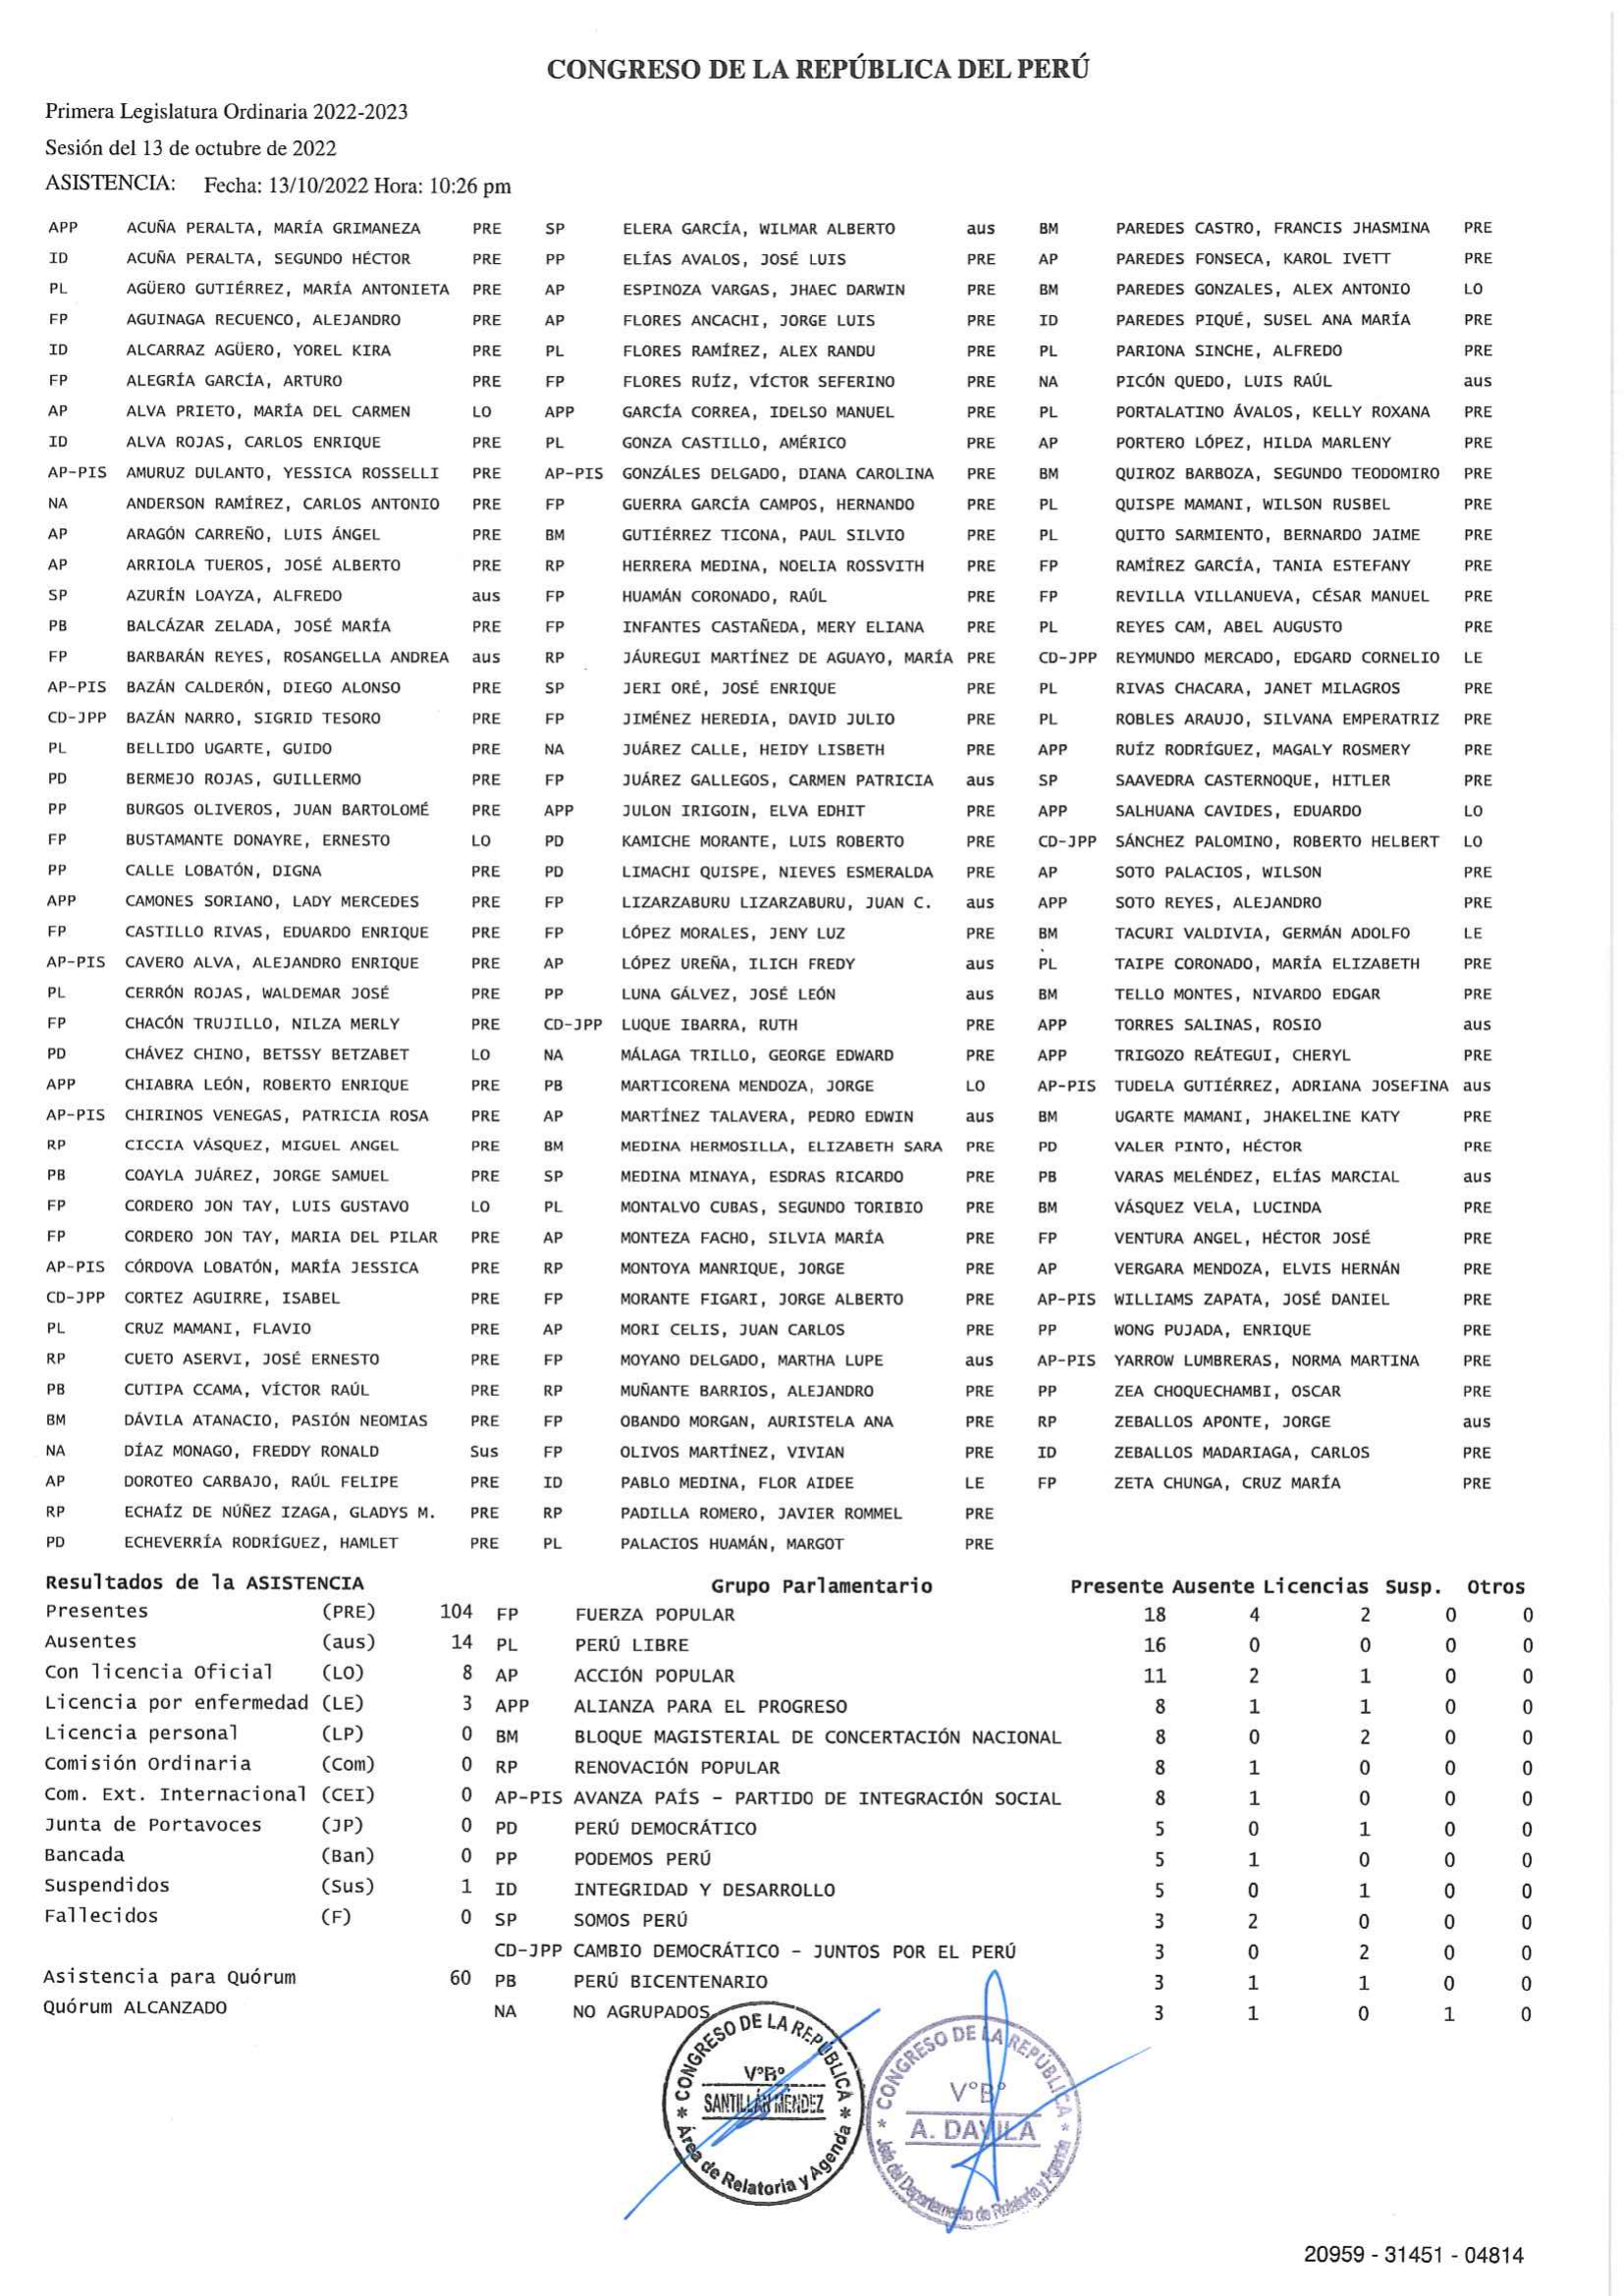 CONGRESO DE LA REPÚBLICA DEL PERÚ
Primera Legislatura Ordinaria 2022-2023
Sesión del 13 de octubre de 2022
ASISTENCIA: Fecha: 13/10/2022 Hora: 10:26 pm
APP ACUÑA PERALTA, MARÍA GRIMANEZA PRE SP ELERA GARCÍA, WILMAR ALBERTO aus BM PAREDES CASTRO, FRANCIS JHASMINA PRE
ID ACUÑA PERALTA, SEGUNDO HÉCTOR PRE PP ELÍAS AVALOS, JOSÉ LUIS PRE AP PAREDES FONSECA, KAROL IVETT PRE
PL AGÜERO GUTIÉRREZ, MARÍA ANTONIETA PRE AP ESPINOZA VARGAS, JHAEC DARWIN PRE BM PAREDES GONZALES, ALEX ANTONIO LO
FP AGUINAGA RECUENCO, ALEJANDRO PRE AP FLORES ANCACHI, JORGE LUIS PRE ID PAREDES PIQUÉ, SUSEL ANA MARÍA PRE
ID ALCARRAZ AGÜERO, YOREL KIRA PRE PL FLORES RAMÍREZ, ALEX RANDU PRE PL PARIONA SINCHE, ALFREDO PRE
FP ALEGRÍA GARCÍA, ARTURO PRE FP FLORES RUÍZ, VÍCTOR SEFERINO PRE NA PICÓN QUEDO, LUIS RAÚL aus
AP ALVA PRIETO, MARÍA DEL CARMEN LO APP GARCÍA CORREA, IDELSO MANUEL PRE PL PORTALATINO ÁVALOS, KELLY ROXANA PRE
ID ALVA ROJAS, CARLOS ENRIQUE PRE PL GONZA CASTILLO, AMÉRICO PRE AP PORTERO LÓPEZ, HILDA MARLENY PRE
AP-PIS AMURUZ DULANTO, YESSICA ROSSELLI PRE AP-PIS GONZÁLES DELGADO, DIANA CAROLINA PRE BM QUIROZ BARBOZA, SEGUNDO TEODOMIRO PRE
NA ANDERSON RAMÍREZ, CARLOS ANTONIO PRE FP GUERRA GARCÍA CAMPOS, HERNANDO PRE PL QUISPE MAMANI, WILSON RUSBEL PRE
AP ARAGÓN CARREÑO, LUIS ÁNGEL PRE BM GUTIÉRREZ TICONA, PAUL SILVIO PRE PL QUITO SARMIENTO, BERNARDO JAIME PRE
AP ARRIOLA TUEROS, JOSÉ ALBERTO PRE RP HERRERA MEDINA, NOELIA ROSSVITH PRE FP RAMÍREZ GARCÍA, TANIA ESTEFANY PRE
SP AZURÍN LOAYZA, ALFREDO aus FP HUAMÁN CORONADO, RAÚL PRE FP REVILLA VILLANUEVA, CÉSAR MANUEL PRE
PB BALCÁZAR ZELADA, JOSÉ MARÍA PRE FP INFANTES CASTAÑEDA, MERY ELIANA PRE PL REYES CAM, ABEL AUGUSTO PRE
FP BARBARÁN REYES, ROSANGELLA ANDREA aus RP JÁUREGUI MARTÍNEZ DE AGUAYO, MARÍA PRE CD-JPP REYMUNDO MERCADO, EDGARD CORNELIO LE
AP-PIS BAZÁN CALDERÓN, DIEGO ALONSO PRE SP JERI ORÉ, JOSÉ ENRIQUE PRE PL RIVAS CHACARA, JANET MILAGROS PRE
CD-JPP BAZÁN NARRO, SIGRID TESORO PRE FP JIMÉNEZ HEREDIA, DAVID JULIO PRE PL ROBLES ARAUJO, SILVANA EMPERATRIZ PRE
PL BELLIDO UGARTE, GUIDO PRE NA JUÁREZ CALLE, HEIDY LISBETH PRE APP RUÍZ RODRÍGUEZ, MAGALY ROSMERY PRE
PD BERMEJO ROJAS, GUILLERMO PRE FP JUÁREZ GALLEGOS, CARMEN PATRICIA aus SP SAAVEDRA CASTERNOQUE, HITLER PRE
PP BURGOS OLIVEROS, JUAN BARTOLOMÉ PRE APP JULON IRIGOIN, ELVA EDHIT PRE APP SALHUANA CAVIDES, EDUARDO LO
FP BUSTAMANTE DONAYRE, ERNESTO LO PD KAMICHE MORANTE, LUIS ROBERTO PRE CD-JPP SÁNCHEZ PALOMINO, ROBERTO HELBERT LO
PP CALLE LOBATÓN, DIGNA PRE PD LIMACHI QUISPE, NIEVES ESMERALDA PRE AP SOTO PALACIOS, WILSON PRE
APP CAMONES SORIANO, LADY MERCEDES PRE FP LIZARZABURU LIZARZABURU, JUAN C. aus APP SOTO REYES, ALEJANDRO PRE
FP CASTILLO RIVAS, EDUARDO ENRIQUE PRE FP LÓPEZ MORALES, JENY LUZ PRE BM TACURI VALDIVIA, GERMÁN ADOLFO LE
AP-PIS CAVERO ALVA, ALEJANDRO ENRIQUE PRE AP LÓPEZ UREÑA, ILICH FREDY aus PL TAIPE CORONADO, MARÍA ELIZABETH PRE
PL CERRÓN ROJAS, WALDEMAR JOSÉ PRE PP LUNA GÁLVEZ, JOSÉ LEÓN aus BM TELLO MONTES, NIVARDO EDGAR PRE
FP CHACÓN TRUJILLO, NILZA MERLY PRE CD-JPP LUQUE IBARRA, RUTH PRE APP TORRES SALINAS, ROSIO aus
PD CHÁVEZ CHINO, BETSSY BETZABET LO NA MÁLAGA TRILLO, GEORGE EDWARD PRE APP TRIGOZO REÁTEGUI, CHERYL PRE
APP CHIABRA LEÓN, ROBERTO ENRIQUE PRE PB MARTICORENA MENDOZA, JORGE LO AP-PIS TUDELA GUTIÉRREZ, ADRIANA JOSEFINA aus
AP-PIS CHIRINOS VENEGAS, PATRICIA ROSA PRE AP MARTÍNEZ TALAVERA, PEDRO EDWIN aus BM UGARTE MAMANI, JHAKELINE KATY PRE
RP CICCIA VÁSQUEZ, MIGUEL ANGEL PRE BM MEDINA HERMOSILLA, ELIZABETH SARA PRE PD VALER PINTO, HÉCTOR PRE
PB COAYLA JUÁREZ, JORGE SAMUEL PRE SP MEDINA MINAYA, ESDRAS RICARDO PRE PB VARAS MELÉNDEZ, ELÍAS MARCIAL aus
FP CORDERO JON TAY, LUIS GUSTAVO LO PL MONTALVO CUBAS, SEGUNDO TORIBIO PRE BM VÁSQUEZ VELA, LUCINDA PRE
FP CORDERO JON TAY, MARIA DEL PILAR PRE AP MONTEZA FACHO, SILVIA MARÍA PRE FP VENTURA ANGEL, HÉCTOR JOSÉ PRE
AP-PIS CÓRDOVA LOBATÓN, MARÍA JESSICA PRE RP MONTOYA MANRIQUE, JORGE PRE AP VERGARA MENDOZA, ELVIS HERNÁN PRE
CD-JPP CORTEZ AGUIRRE, ISABEL PRE FP MORANTE FIGARI, JORGE ALBERTO PRE AP-PIS WILLIAMS ZAPATA, JOSÉ DANIEL PRE
PL CRUZ MAMANI, FLAVIO PRE AP MORI CELIS, JUAN CARLOS PRE PP WONG PUJADA, ENRIQUE PRE
RP CUETO ASERVI, JOSÉ ERNESTO PRE FP MOYANO DELGADO, MARTHA LUPE aus AP-PIS YARROW LUMBRERAS, NORMA MARTINA PRE
PB CUTIPA CCAMA, VÍCTOR RAÚL PRE RP MUÑANTE BARRIOS, ALEJANDRO PRE PP ZEA CHOQUECHAMBI, OSCAR PRE
BM DÁVILA ATANACIO, PASIÓN NEOMIAS PRE FP OBANDO MORGAN, AURISTELA ANA PRE RP ZEBALLOS APONTE, JORGE aus
NA DÍAZ MONAGO, FREDDY RONALD Sus FP OLIVOS MARTÍNEZ, VIVIAN PRE ID ZEBALLOS MADARIAGA, CARLOS PRE
AP DOROTEO CARBAJO, RAÚL FELIPE PRE ID PABLO MEDINA, FLOR AIDEE LE FP ZETA CHUNGA, CRUZ MARÍA PRE
RP ECHAÍZ DE NÚÑEZ IZAGA, GLADYS M. PRE RP PADILLA ROMERO, JAVIER ROMMEL PRE
PD ECHEVERRÍA RODRÍGUEZ, HAMLET PRE PL PALACIOS HUAMÁN, MARGOT PRE
Resultados de la ASISTENCIA Grupo Parlamentario Presente Ausente Licencias Susp. Otros
Presentes (PRE) 104 FP FUERZA POPULAR 18 4 2 0 0
Ausentes (aus) 14 PL PERÚ LIBRE 16 0 0 0 0
Con licencia Oficial (LO) 8 AP ACCIÓN POPULAR 11 2 1 0 0
Licencia por enfermedad (LE) 3 APP ALIANZA PARA EL PROGRESO 8 1 1 0 0
Licencia personal (LP) 0 BM BLOQUE MAGISTERIAL DE CONCERTACIÓN NACIONAL 8 0 2 0 0
Comisión Ordinaria (Com) 0 RP RENOVACIÓN POPULAR 8 1 0 0 0
Com. Ext. Internacional (CEI) 0 AP-PIS AVANZA PAÍS - PARTIDO DE INTEGRACIÓN SOCIAL 8 1 0 0 0
Junta de Portavoces (JP) 0 PD PERÚ DEMOCRÁTICO 5 0 1 0 0
Bancada (Ban) 0 PP PODEMOS PERÚ 5 1 0 0 0
Suspendidos (Sus) 1 ID INTEGRIDAD Y DESARROLLO 5 0 1 0 0
Fallecidos (F) 0 SP SOMOS PERÚ 3 2 0 0 0
CD-JPP CAMBIO DEMOCRÁTICO - JUNTOS POR EL PERÚ 3 0 2 0 0
Asistencia para Quórum 60 PB PERÚ BICENTENARIO 3 1 1 0 0
Quórum ALCANZADO NA NO AGRUPADOS 3 1 0 1 0
CONGRESO DE LA REPÚBLICA
V°B°
SANTILLÁN MENDEZ
Área de Relatoria y Agenda
CONGRESO DE LA REPÚBLICA
V°B°
A. DAVILA
Jefe del Departamento de Relatoría y Agenda
20959 - 31451 - 04814